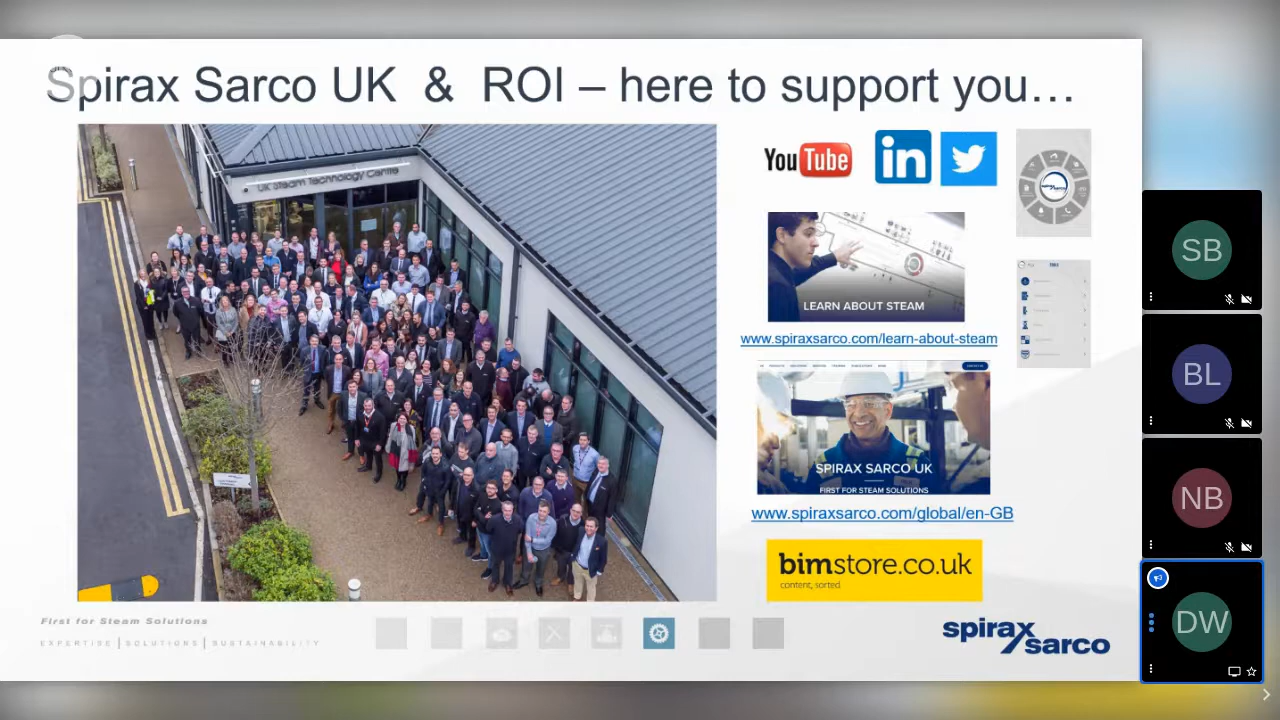 Spirax Sarco UK & ROI – here to support you…
UK Steam Technology Centre
You Tube
in
spirax sarco
LEARN ABOUT STEAM
www.spiraxsarco.com/learn-about-steam
SPIRAX SARCO UK
FIRST FOR STEAM SOLUTIONS
www.spiraxsarco.com/global/en-GB
bimstore.co.uk
content, sorted
First for Steam Solutions
EXPERTISE | SOLUTIONS | SUSTAINABILITY
spirax
sarco
SB
BL
NB
DW